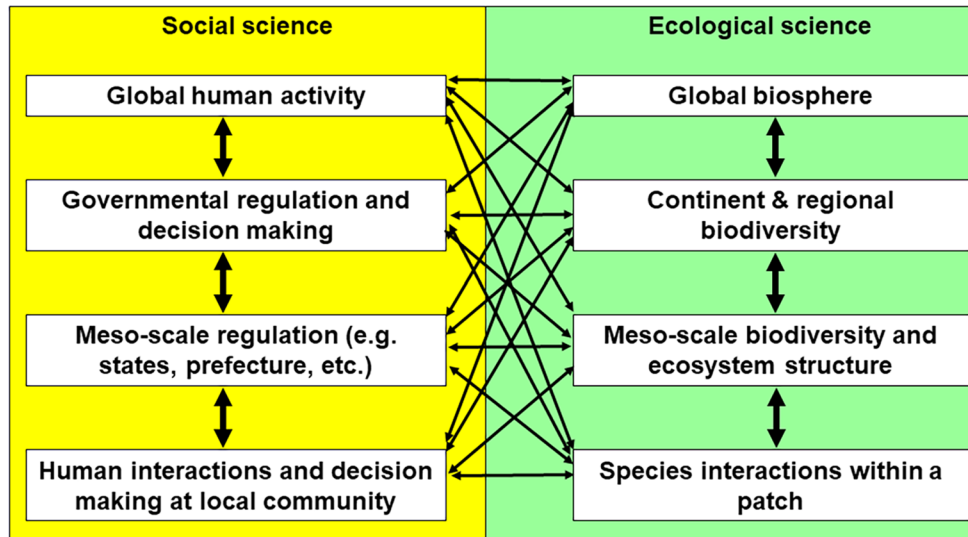 Social science
Ecological science
Global human activity
Global biosphere
Governmental regulation and
decision making
Continent & regional
biodiversity
Meso-scale regulation (e.g.
states, prefecture, etc.)
Meso-scale biodiversity and
ecosystem structure
Human interactions and decision
making at local community
Species interactions within a
patch